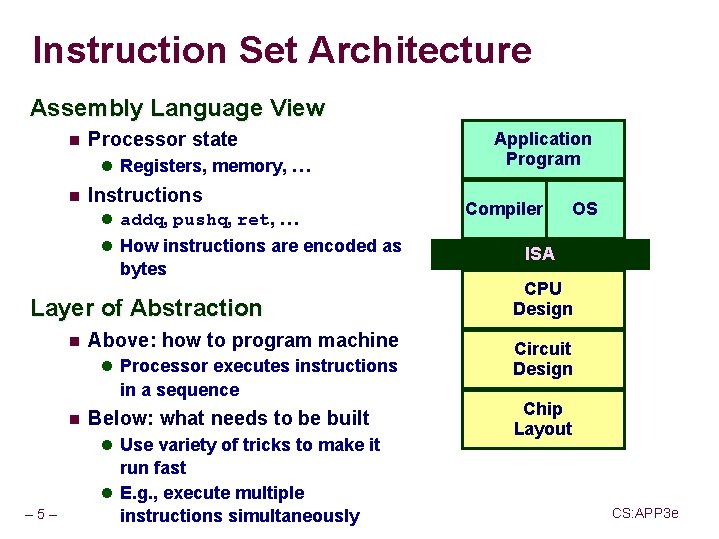 Instruction Set Architecture
Assembly Language View
■ Processor state
● Registers, memory, …
■ Instructions
● addq, pushq, ret, …
● How instructions are encoded as
bytes
Layer of Abstraction
■ Above: how to program machine
● Processor executes instructions
in a sequence
■ Below: what needs to be built
● Use variety of tricks to make it
run fast
● E.g., execute multiple
instructions simultaneously
Application
Program
Compiler
OS
ISA
CPU
Design
Circuit
Design
Chip
Layout
– 5 –
CS:APP3e